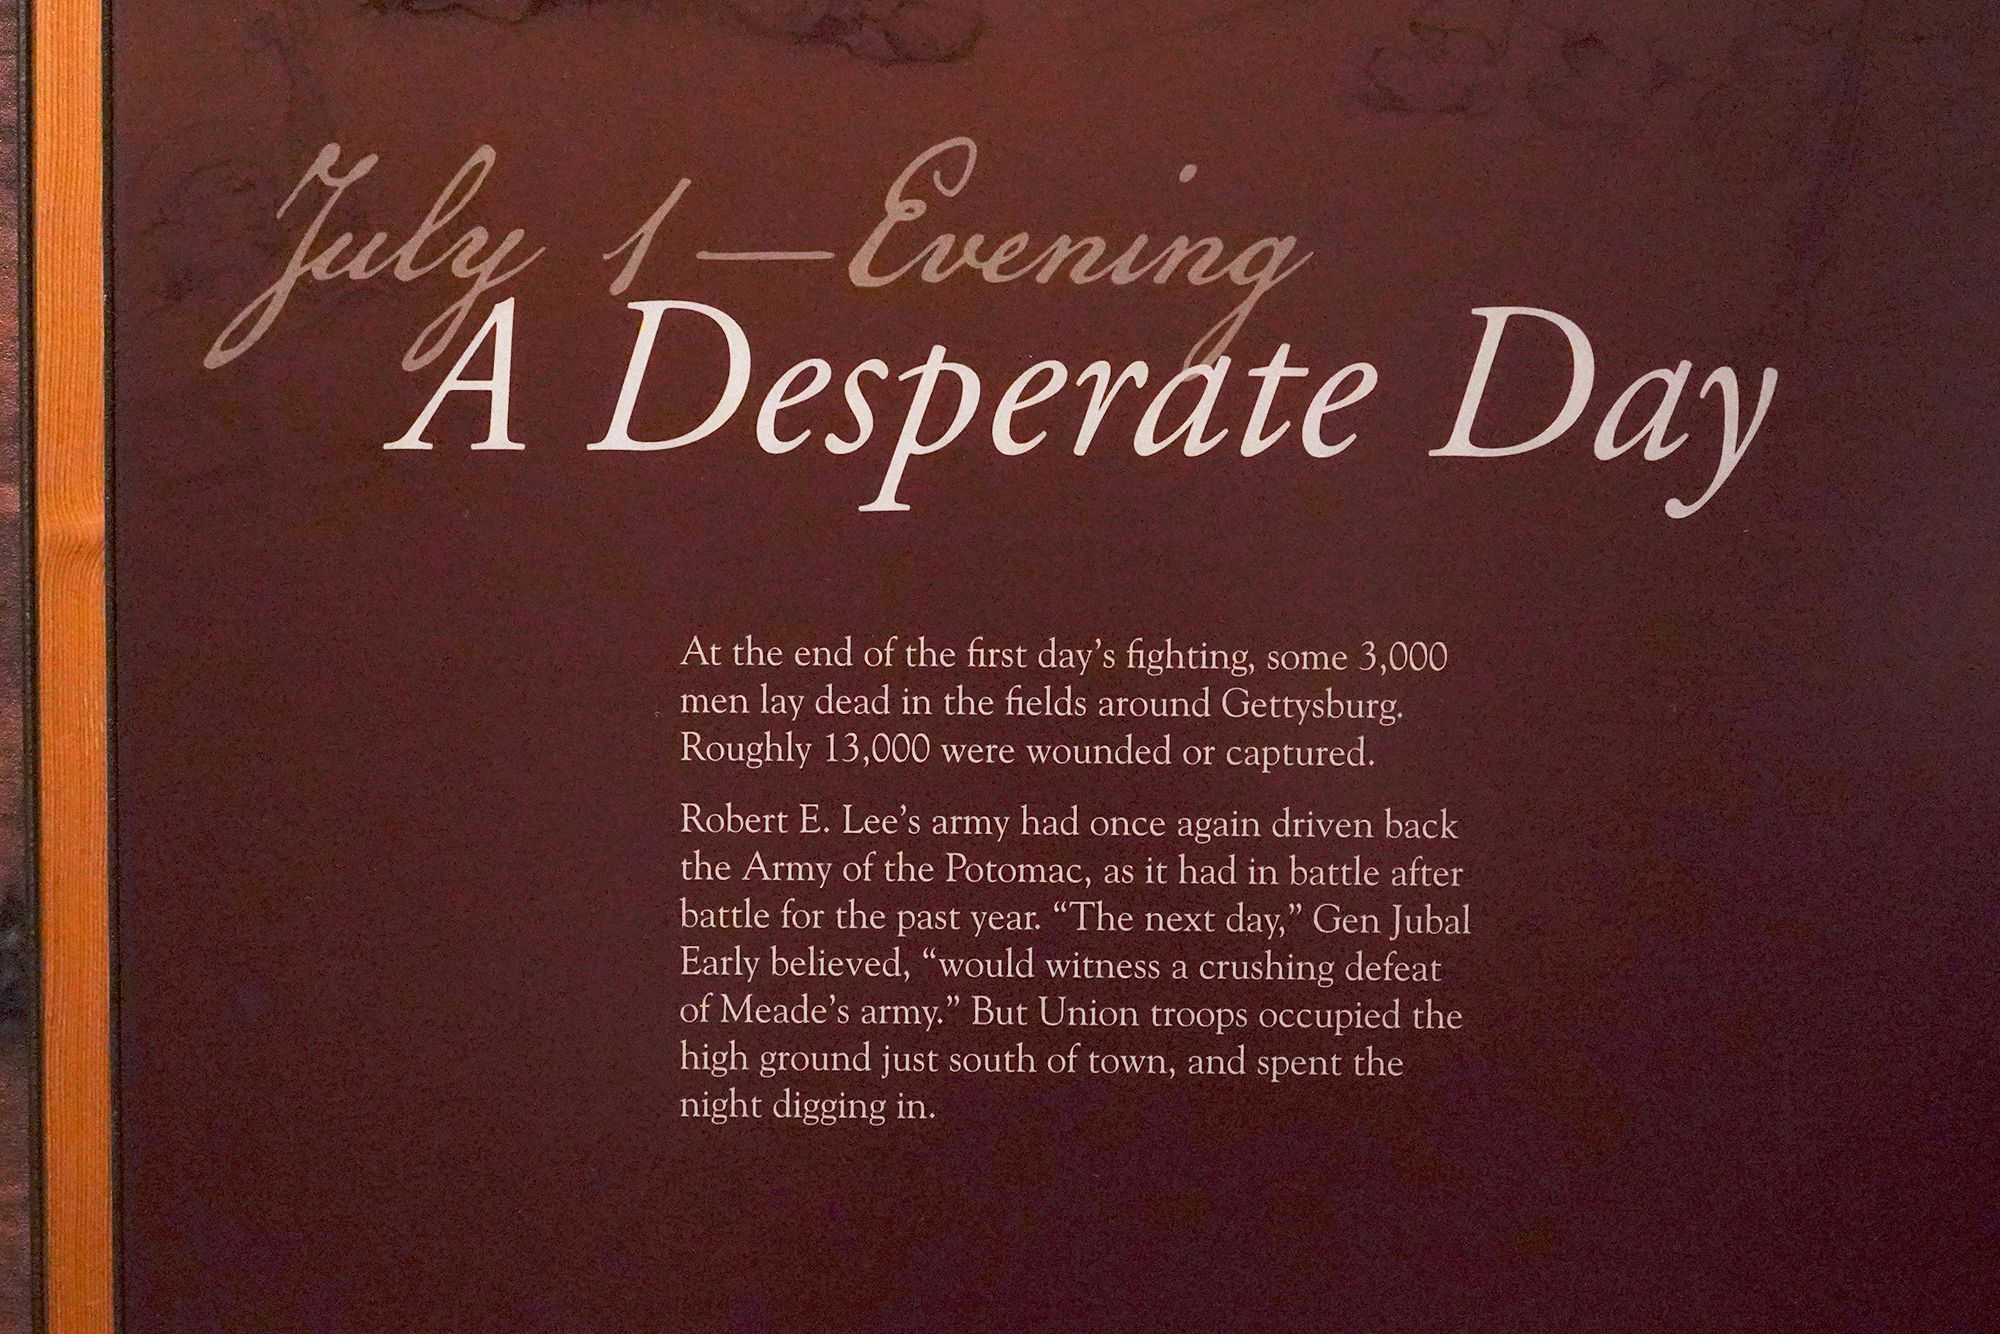 July 1—Evening
A Desperate Day
At the end of the first day's fighting, some 3,000
men lay dead in the fields around Gettysburg.
Roughly 13,000 were wounded or captured.
Robert E. Lee's army had once again driven back
the Army of the Potomac, as it had in battle after
battle for the past year. “The next day,” Gen Jubal
Early believed, “would witness a crushing defeat
of Meade's army.” But Union troops occupied the
high ground just south of town, and spent the
night digging in.